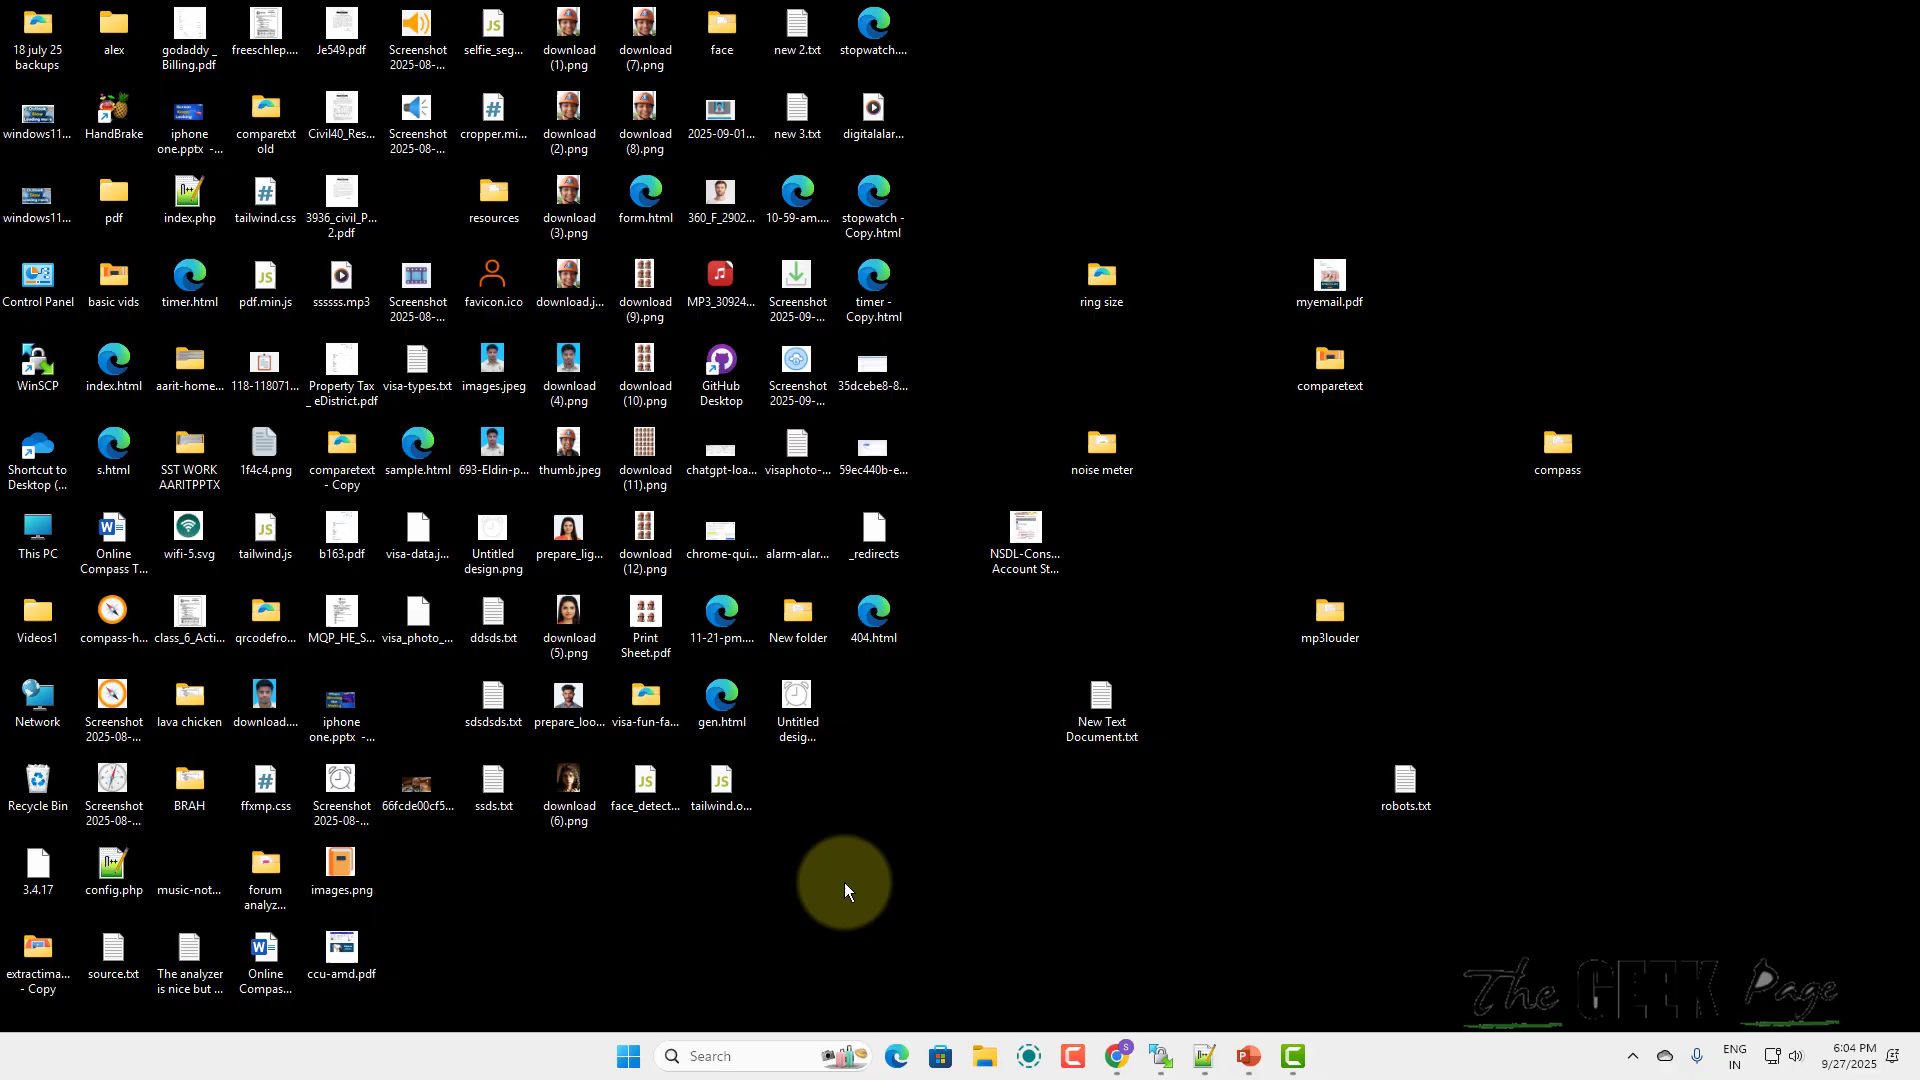 18 july 25
backups
alex
godaddy _
Billing.pdf
freeschlep....
Je549.pdf
Screenshot
2025-08-...
selfie_seg...
download
(1).png
download
(7).png
face
new 2.txt
stopwatch....
windows11...
HandBrake
iphone
one.pptx -...
comparetxt
old
Civil40_Res...
Screenshot
2025-08-...
cropper.mi...
download
(2).png
download
(8).png
2025-09-01...
new 3.txt
digitalalar...
windows11...
pdf
index.php
tailwind.css
3936_civil_P...
2.pdf
resources
download
(3).png
form.html
360_F_2902...
10-59-am....
stopwatch -
Copy.html
Control Panel
basic vids
timer.html
pdf.min.js
ssssss.mp3
Screenshot
2025-08-...
favicon.ico
download.j...
download
(9).png
MP3_30924...
Screenshot
2025-09-...
timer -
Copy.html
ring size
myemail.pdf
WinSCP
index.html
aarit-home...
118-118071...
Property Tax
_ eDistrict.pdf
visa-types.txt
images.jpeg
download
(4).png
download
(10).png
GitHub
Desktop
Screenshot
2025-09-...
35dcebe8-8...
comparetext
Shortcut to
Desktop (...
s.html
SST WORK
AARITPPTX
1f4c4.png
comparetext
- Copy
sample.html
693-Eldin-p...
thumb.jpeg
download
(11).png
chatgpt-loa...
visaphoto-...
59ec440b-e...
noise meter
compass
This PC
Online
Compass T...
wifi-5.svg
tailwind.js
b163.pdf
visa-data.j...
Untitled
design.png
prepare_lig...
download
(12).png
chrome-qui...
alarm-alar...
_redirects
NSDL-Cons...
Account St...
Videos1
compass-h...
class_6_Acti...
qrcodefro...
MQP_HE_S...
visa_photo_...
ddsds.txt
download
(5).png
Print
Sheet.pdf
11-21-pm....
New folder
404.html
mp3louder
Network
Screenshot
2025-08-...
lava chicken
download....
iphone
one.pptx -...
sdsdsds.txt
prepare_loo...
visa-fun-fa...
gen.html
Untitled
desig...
New Text
Document.txt
Recycle Bin
Screenshot
2025-08-...
BRAH
ffxmp.css
Screenshot
2025-08-...
66fcde00cf5...
ssds.txt
download
(6).png
face_detect...
tailwind.o...
robots.txt
3.4.17
config.php
music-not...
forum
analyz...
images.png
extractima...
- Copy
source.txt
The analyzer
is nice but ...
Online
Compas...
ccu-amd.pdf
The GEEK Page
Search
ENG
IN
6:04 PM
9/27/2025